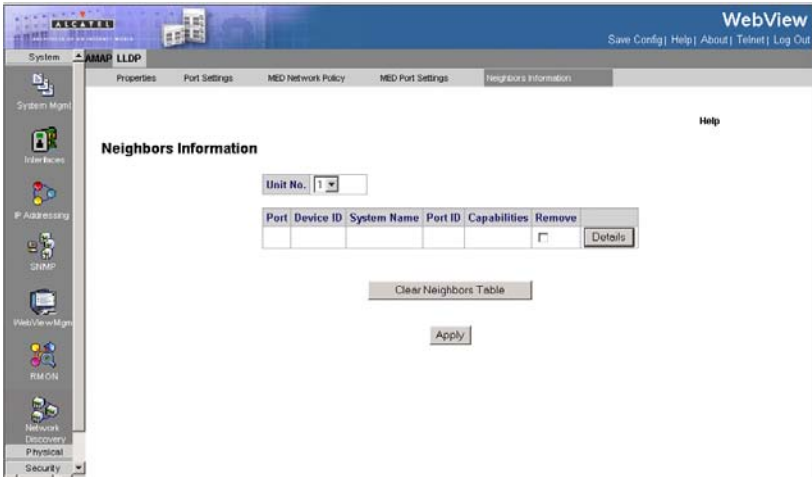 ALCATEL
WebView
Save Config | Help | About | Telnet | Log Out
System
AMAP LLDP
Properties Port Settings MED Network Policy MED Port Settings Neighbors Information
System Mgmt
Help
Interfaces
Neighbors Information
Unit No. 1
IP Addressing
Port Device ID System Name Port ID Capabilities Remove
Details
SNMP
Clear Neighbors Table
WebViewMgm
Apply
RMON
Network
Discovery
Physical
Security